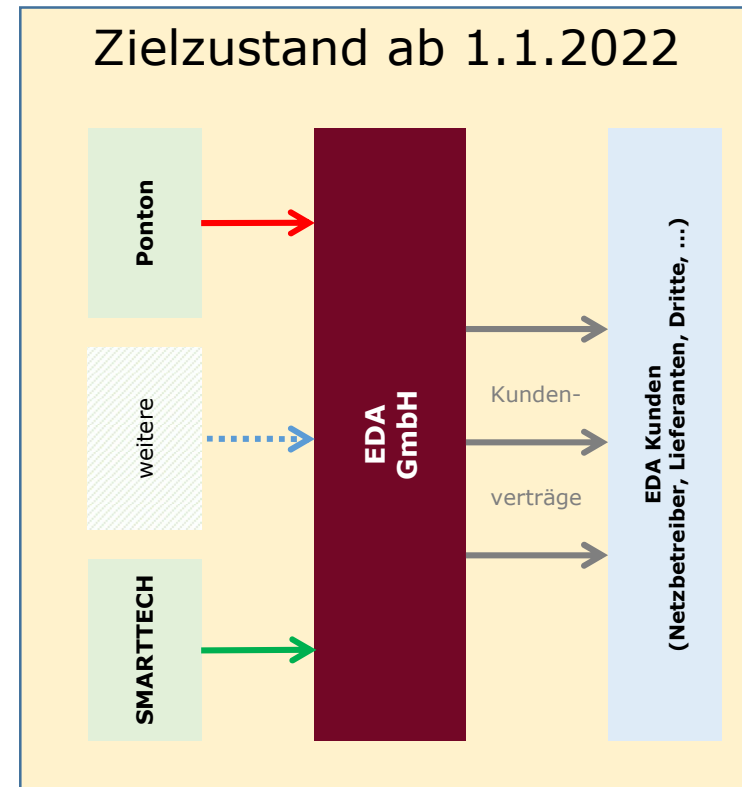 Zielzustand ab 1.1.2022
Ponton
weitere
SMARTTECH
EDA
GmbH
Kunden-
verträge
EDA Kunden
(Netzbetreiber, Lieferanten, Dritte, ...)